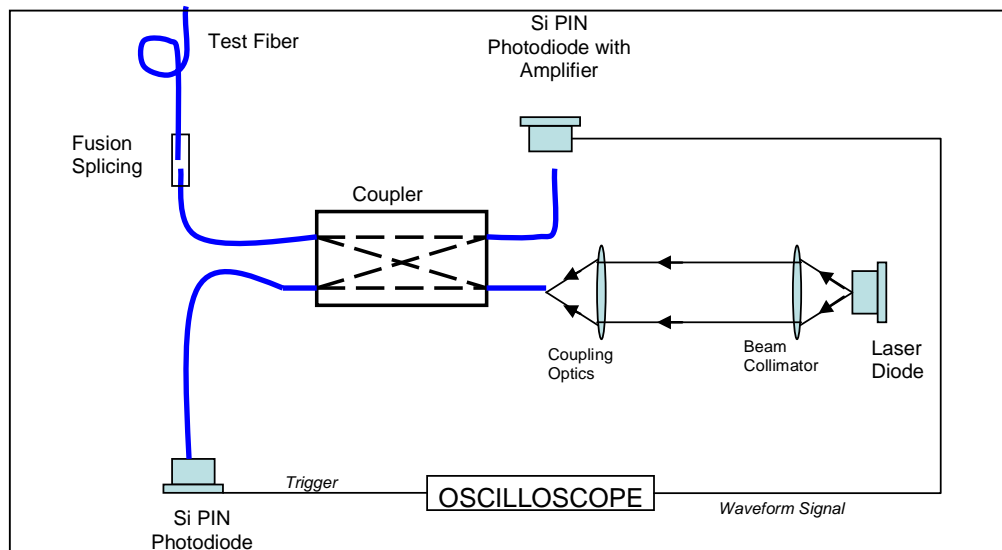 Test Fiber
Si PIN
Photodiode with
Amplifier
Fusion
Splicing
Coupler
Coupling
Optics
Beam
Collimator
Laser
Diode
Trigger
OSCILLOSCOPE
Waveform Signal
Si PIN
Photodiode